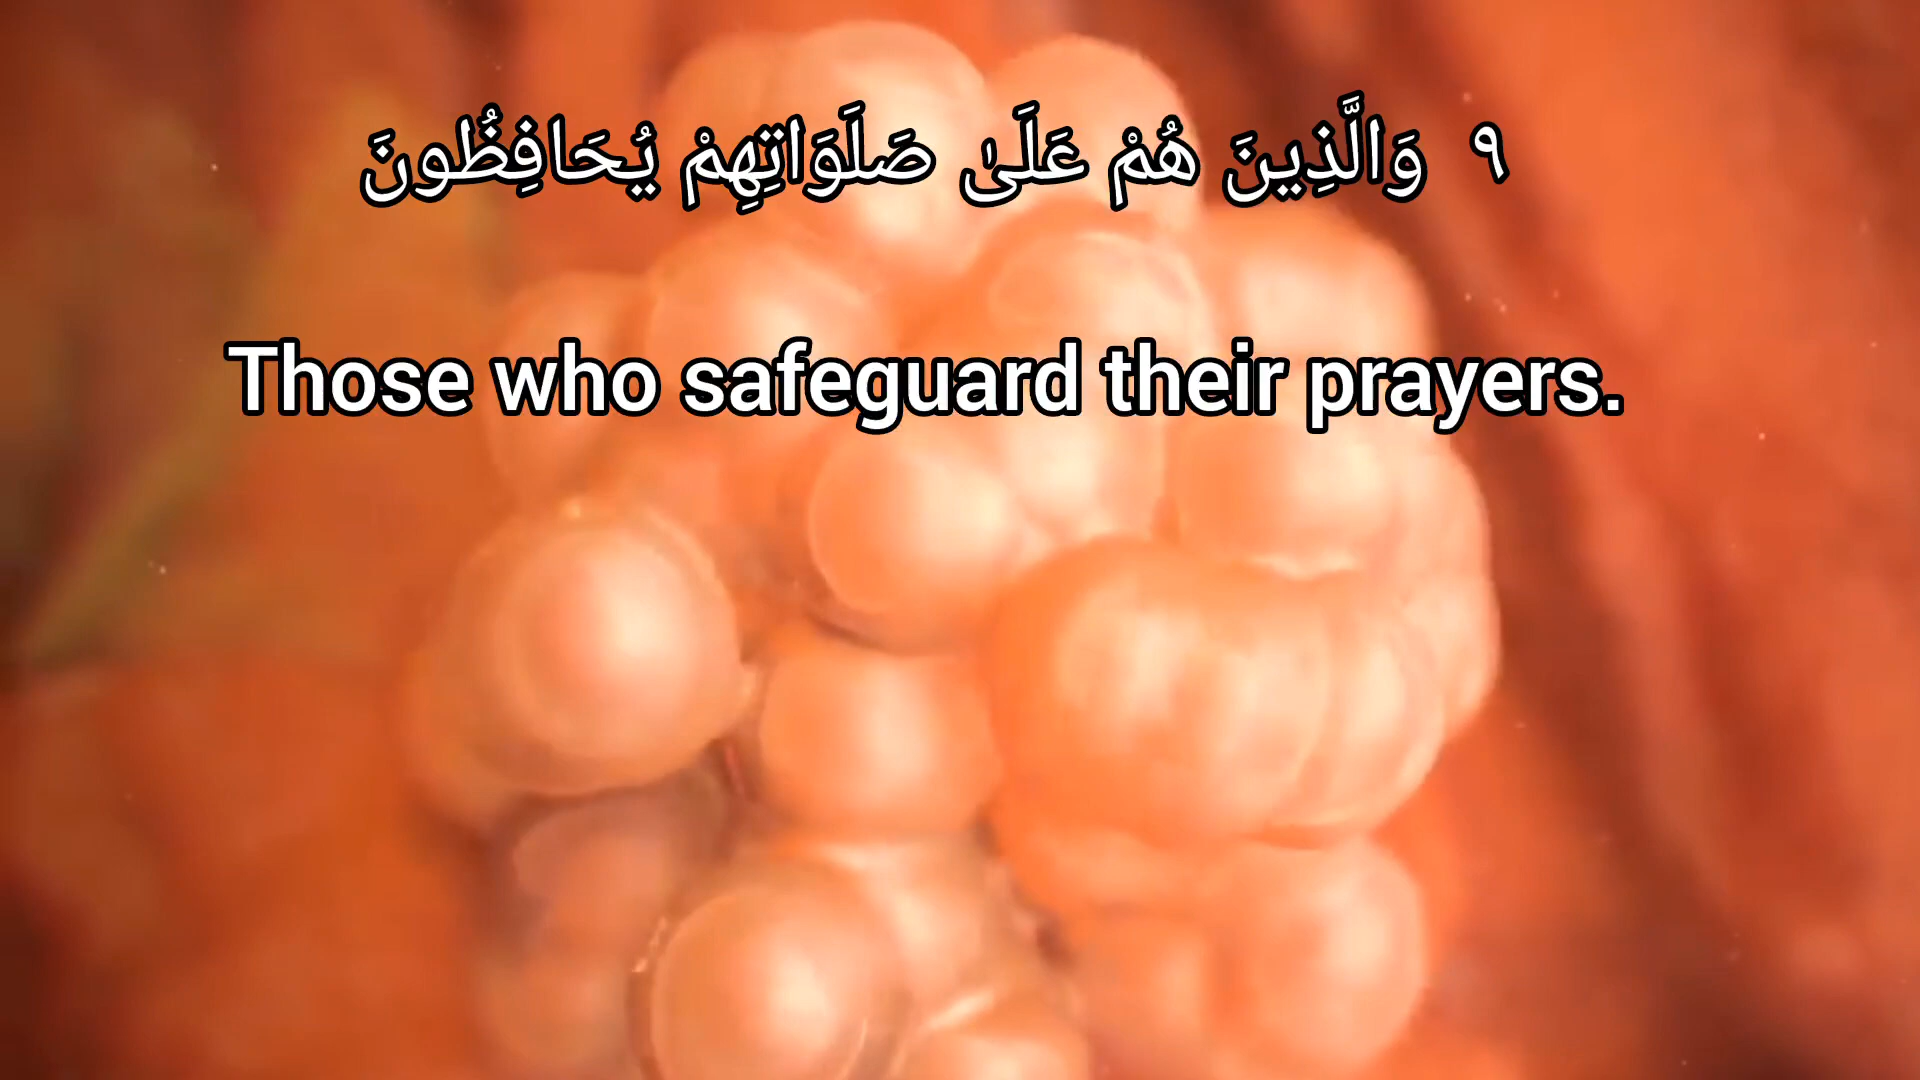 ٩ وَالَّذِينَ هُمْ عَلَىٰ صَلَوَاتِهِمْ يُحَافِظُونَ
Those who safeguard their prayers.